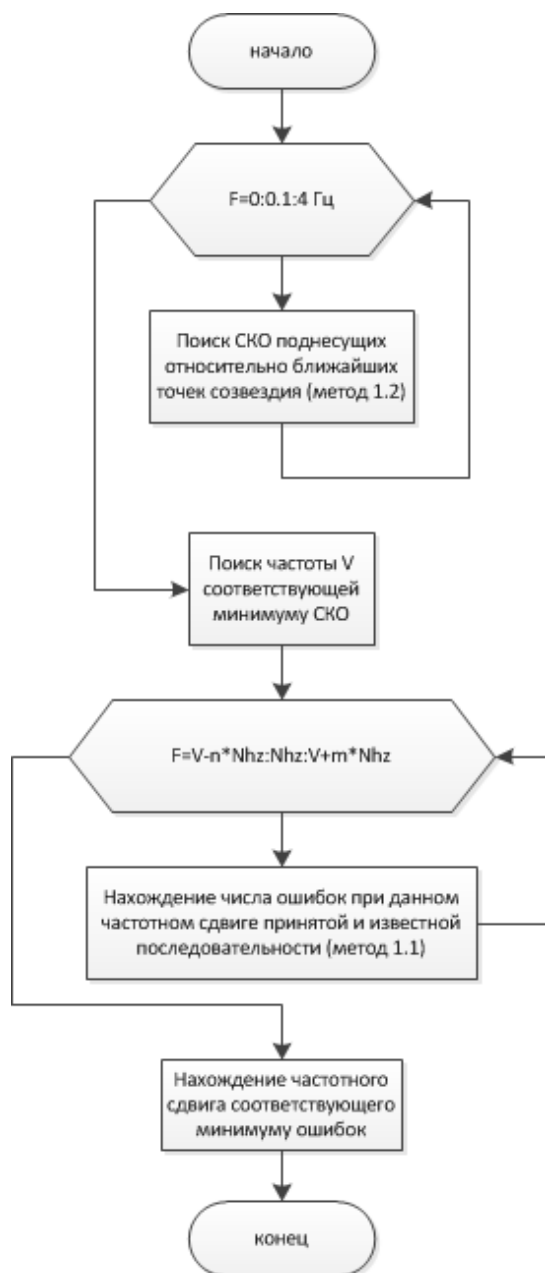 начало
F=0:0.1:4 Гц
Поиск СКО поднесущих
относительно ближайших
точек созвездия (метод 1.2)
Поиск частоты V
соответствующей
минимуму СКО
F=V-n*Nhz:Nhz:V+m*Nhz
Нахождение числа ошибок при данном
частотном сдвиге принятой и известной
последовательности (метод 1.1)
Нахождение частотного
сдвига соответствующего
минимуму ошибок
конец